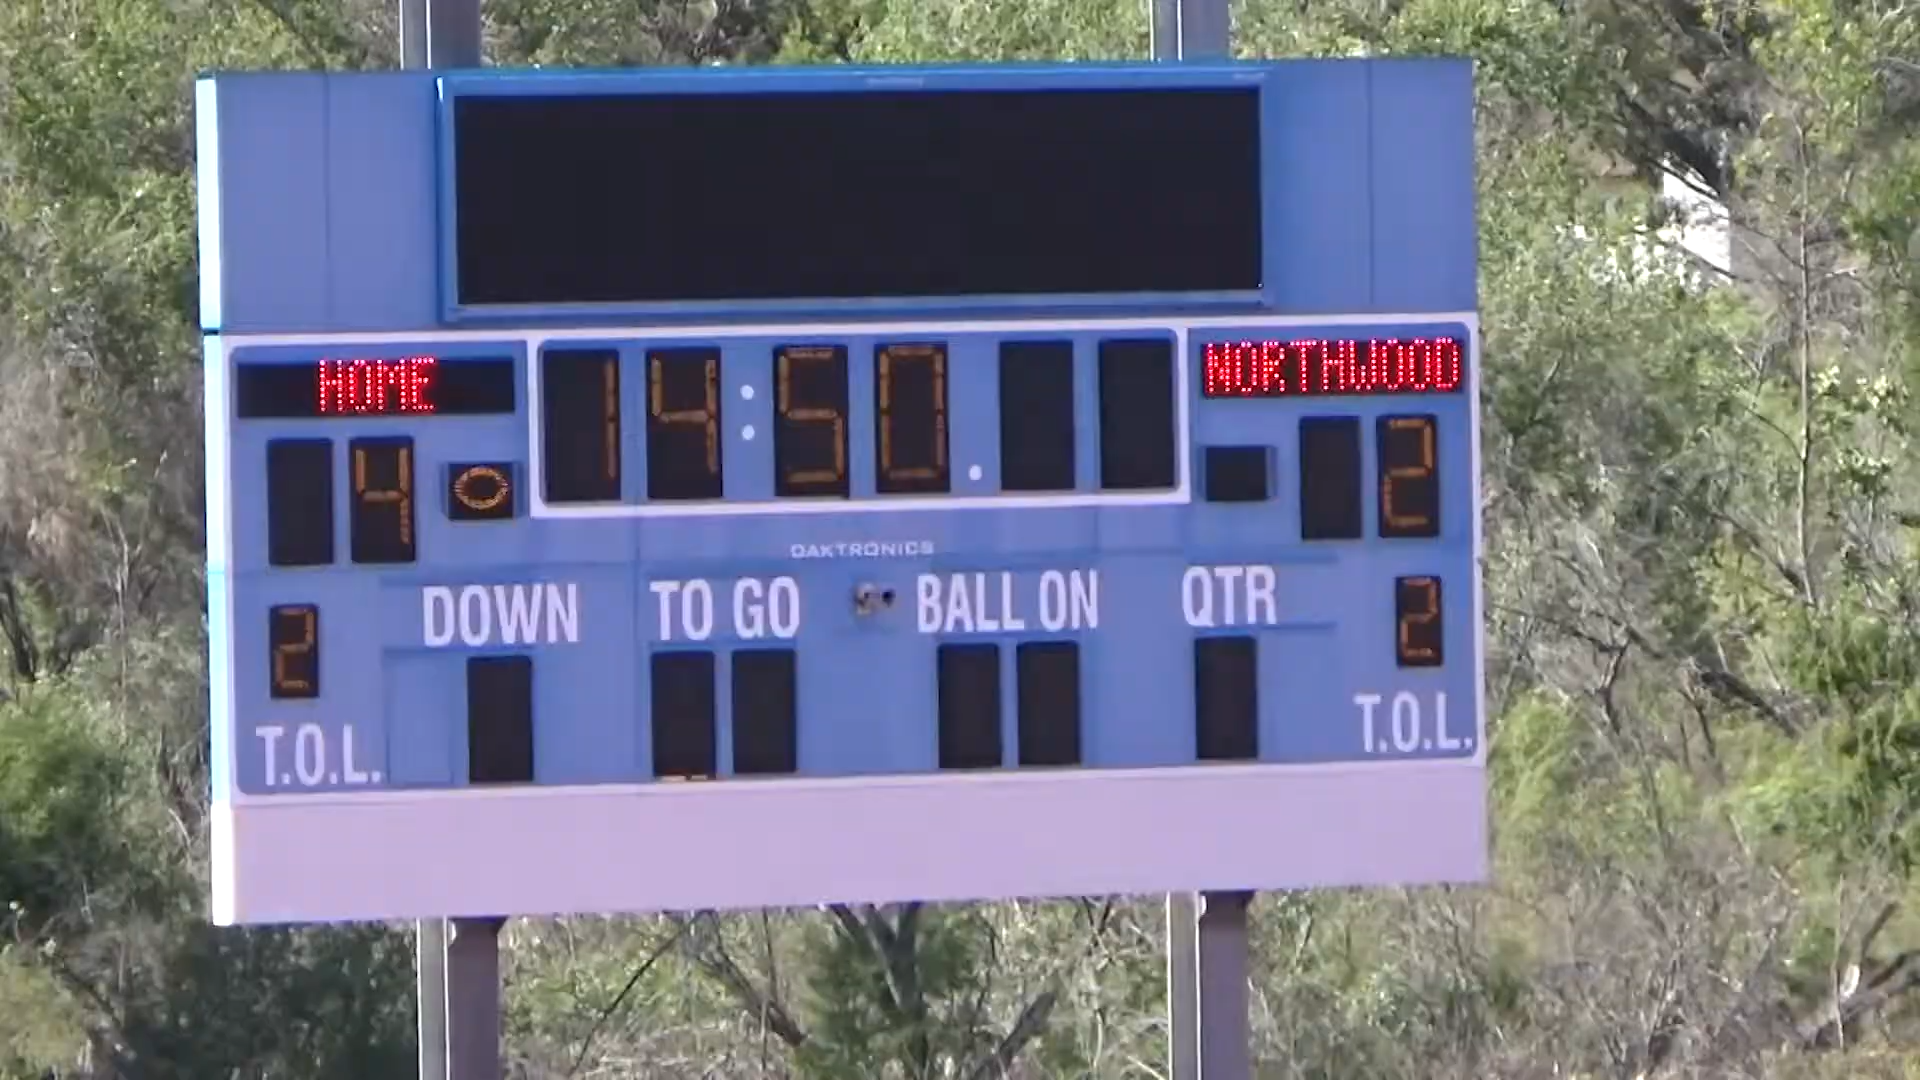 HOME 14:50. NORTHWOOD
4 2
DAKTRONICS
DOWN TO GO BALL ON QTR
2 2
T.O.L. T.O.L.